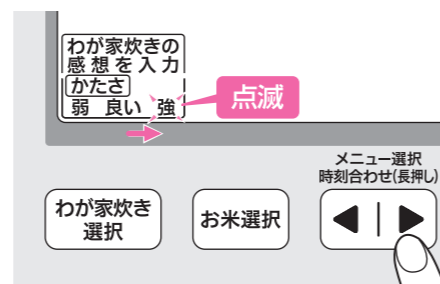 わが家炊きの
感想を入力
かたさ
弱 良い 強
点滅
メニュー選択
時刻合わせ(長押し)
わが家炊き
選択
お米選択